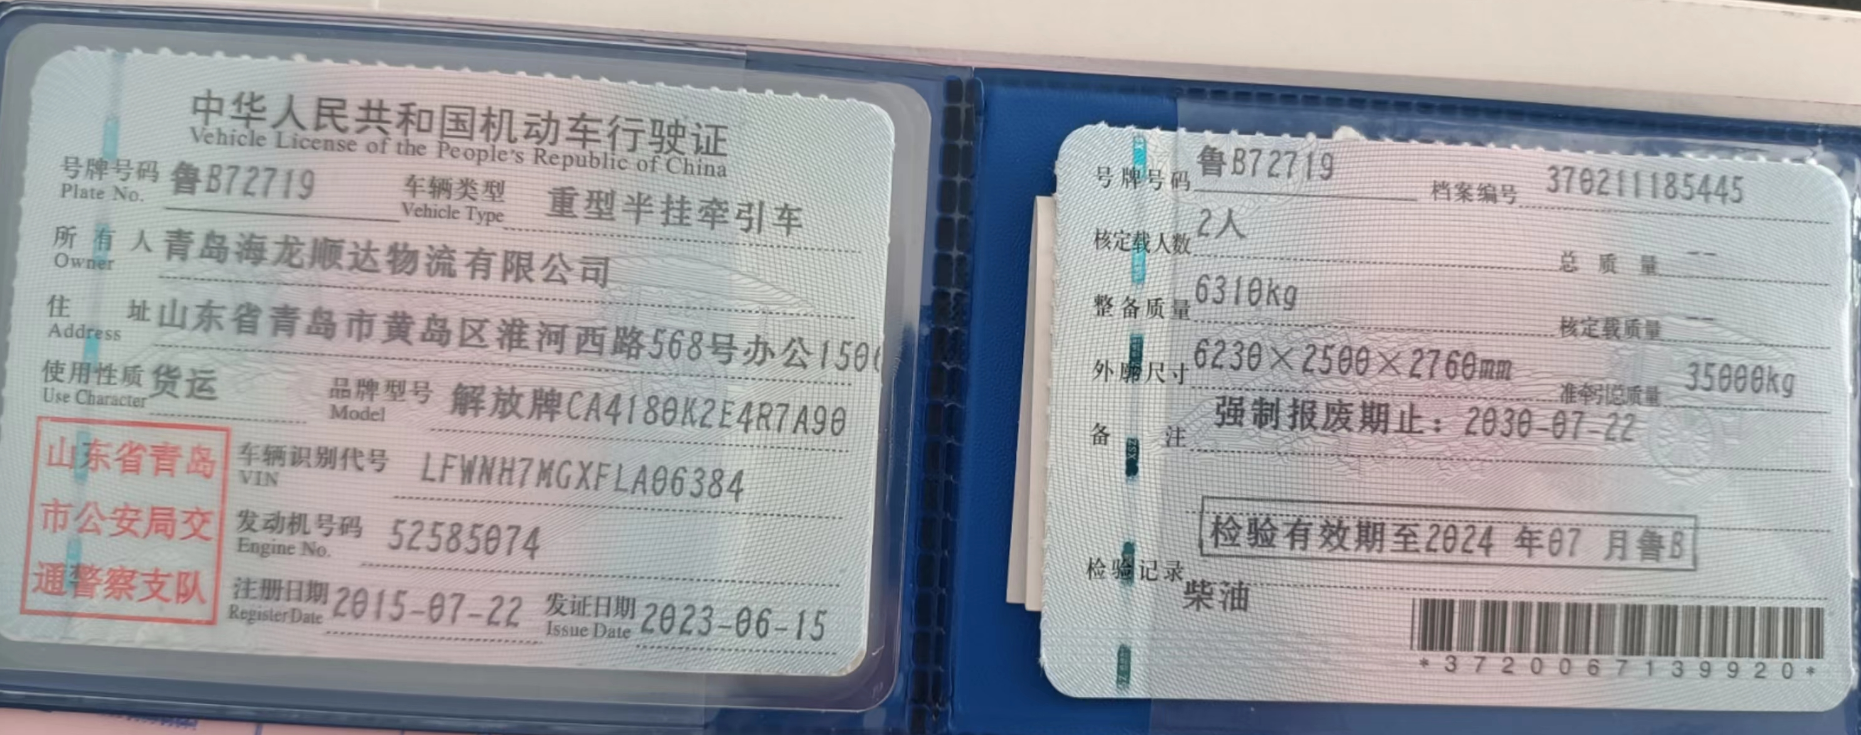 中华人民共和国机动车行驶证
Vehicle License of the People's Republic of China
号牌号码 鲁B72719 车辆类型 重型半挂牵引车
Plate No. Vehicle Type
所有人 青岛海龙顺达物流有限公司
Owner
住址 山东省青岛市黄岛区淮河西路568号办公150
Address
使用性质 货运 品牌型号 解放牌CA4180K2E4R7A90
Use Character Model
山东省青岛
市公安局交
通警察支队
车辆识别代号 LFWNH7MGXFLA06384
VIN
发动机号码 52585074
Engine No.
注册日期 2015-07-22 发证日期 2023-06-15
Register Date Issue Date
号牌号码 鲁B72719 档案编号 370211185445
核定载人数 2人 总质量 --
整备质量 6310kg 核定载质量 --
外廓尺寸 6230×2500×2760mm 准牵引总质量 35000kg
备注 强制报废期止：2030-07-22
检验有效期至2024 年07 月鲁B
检验记录
柴油
*3720067139920*